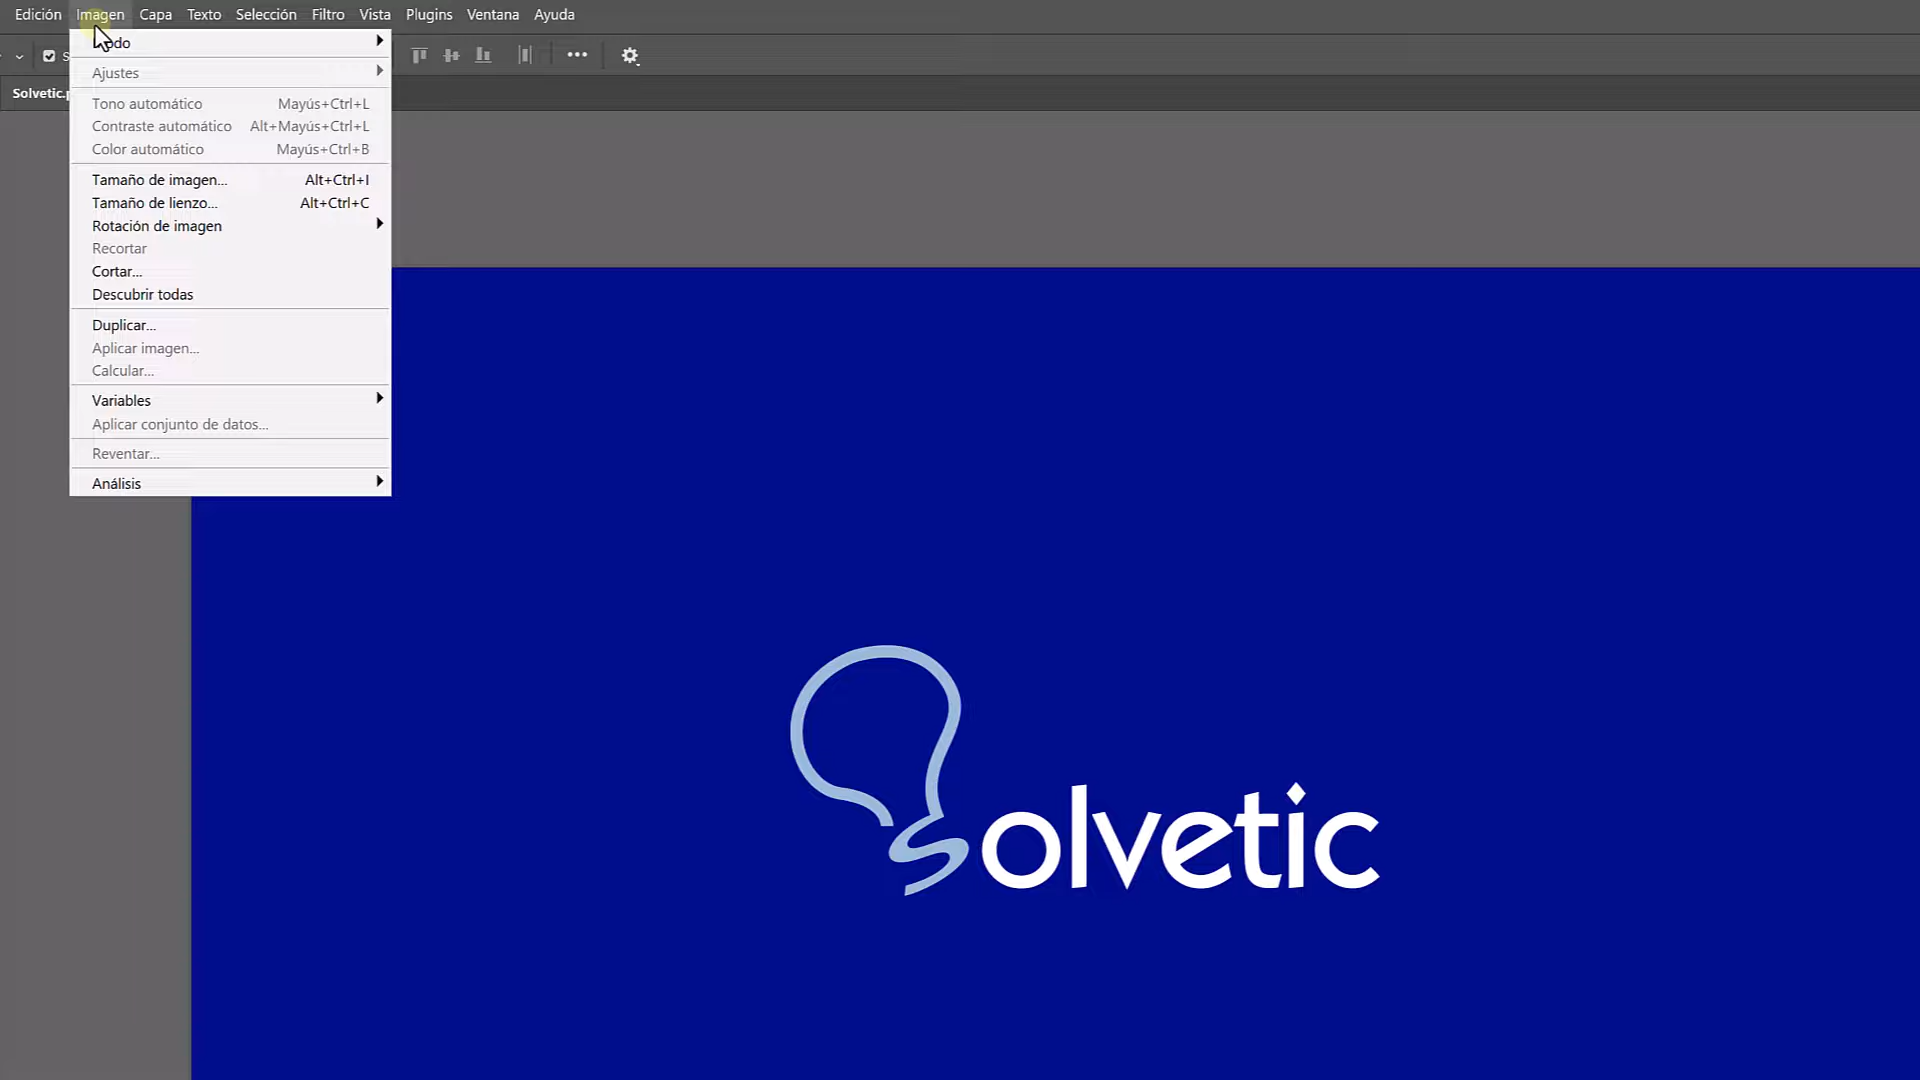 Edición Imagen Capa Texto Selección Filtro Vista Plugins Ventana Ayuda
Ajustes
Solvetic.
Tono automático Mayús+Ctrl+L
Contraste automático Alt+Mayús+Ctrl+L
Color automático Mayús+Ctrl+B
Tamaño de imagen... Alt+Ctrl+I
Tamaño de lienzo... Alt+Ctrl+C
Rotación de imagen
Recortar
Cortar...
Descubrir todas
Duplicar...
Aplicar imagen...
Calcular...
Variables
Aplicar conjunto de datos...
Reventar...
Análisis
Solvetic